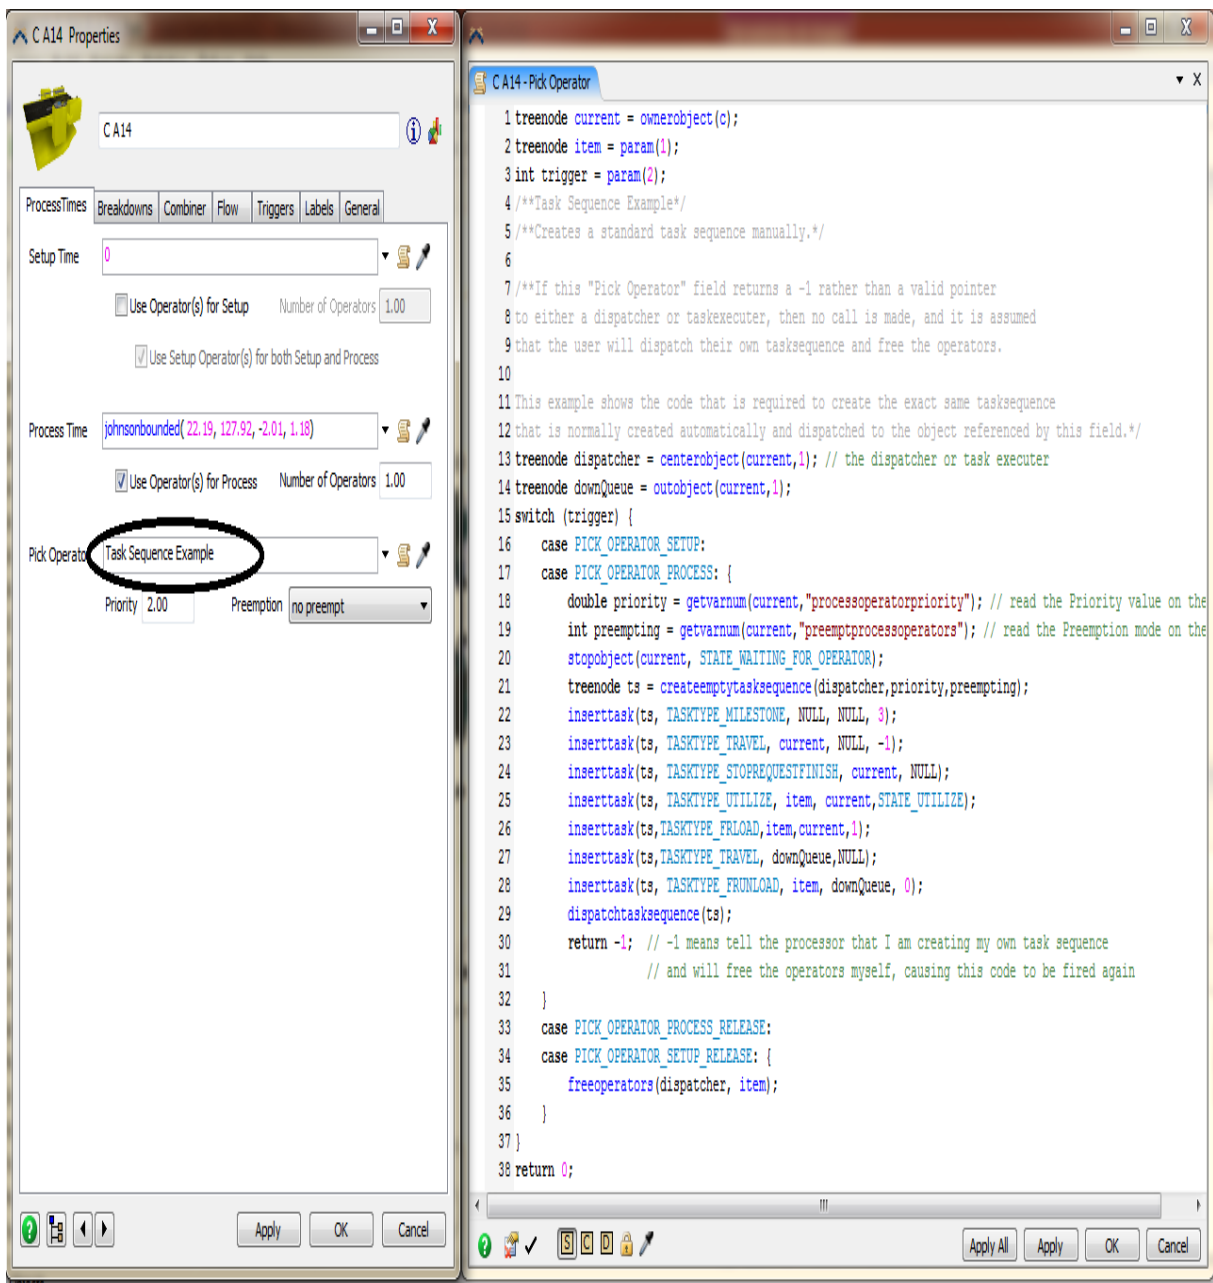 C A14 Properties
C A14
ProcessTimes Breakdowns Combiner Flow Triggers Labels General
Setup Time 0
Use Operator(s) for Setup Number of Operators 1.00
Use Setup Operator(s) for both Setup and Process
Process Time johnsonbounded( 22.19, 127.92, -2.01, 1.18)
Use Operator(s) for Process Number of Operators 1.00
Pick Operato Task Sequence Example
Priority 2.00 Preemption no preempt
Apply OK Cancel
C A14 - Pick Operator
1 treenode current = ownerobject(c);
2 treenode item = param(1);
3 int trigger = param(2);
4 /**Task Sequence Example*/
5 /**Creates a standard task sequence manually.*/
6
7 /**If this "Pick Operator" field returns a -1 rather than a valid pointer
8 to either a dispatcher or taskexecuter, then no call is made, and it is assumed
9 that the user will dispatch their own tasksequence and free the operators.
10
11 This example shows the code that is required to create the exact same tasksequence
12 that is normally created automatically and dispatched to the object referenced by this field.*/
13 treenode dispatcher = centerobject(current,1); // the dispatcher or task executer
14 treenode downQueue = outobject(current,1);
15 switch (trigger) {
16 case PICK_OPERATOR_SETUP:
17 case PICK_OPERATOR_PROCESS: {
18 double priority = getvarnum(current,"processoperatorpriority"); // read the Priority value on the
19 int preempting = getvarnum(current,"preemptprocessoperators"); // read the Preemption mode on the
20 stopobject(current, STATE_WAITING_FOR_OPERATOR);
21 treenode ts = createemptytasksequence(dispatcher,priority,preempting);
22 inserttask(ts, TASKTYPE_MILESTONE, NULL, NULL, 3);
23 inserttask(ts, TASKTYPE_TRAVEL, current, NULL, -1);
24 inserttask(ts, TASKTYPE_STOPREQUESTFINISH, current, NULL);
25 inserttask(ts, TASKTYPE_UTILIZE, item, current,STATE_UTILIZE);
26 inserttask(ts,TASKTYPE_FRLOAD,item,current,1);
27 inserttask(ts,TASKTYPE_TRAVEL, downQueue,NULL);
28 inserttask(ts, TASKTYPE_FRUNLOAD, item, downQueue, 0);
29 dispatchtasksequence(ts);
30 return -1; // -1 means tell the processor that I am creating my own task sequence
31 // and will free the operators myself, causing this code to be fired again
32 }
33 case PICK_OPERATOR_PROCESS_RELEASE:
34 case PICK_OPERATOR_SETUP_RELEASE: {
35 freeoperators(dispatcher, item);
36 }
37 }
38 return 0;
S C D Apply All Apply OK Cancel